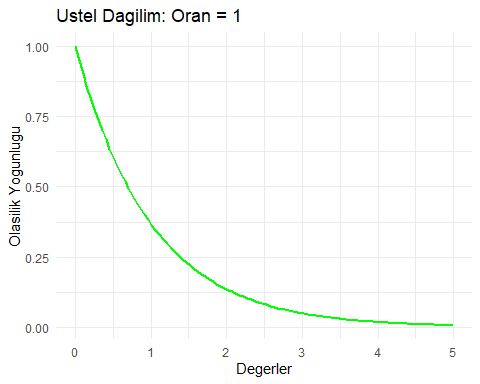 Ustel Dagilim: Oran = 1
1.00
0.75
0.50
0.25
0.00
Olasilik Yogunlugu
0 1 2 3 4 5
Degerler